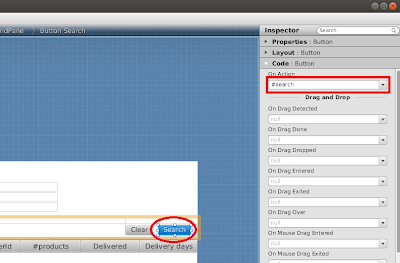 ridPane Button Search
Inspector Search
Properties : Button
Layout : Button
Code : Button
On Action
#search
Drag and Drop
On Drag Detected
null
On Drag Done
null
On Drag Dropped
null
On Drag Entered
null
On Drag Exited
null
On Drag Over
null
On Mouse Drag Entered
null
On Mouse Drag Exited
null
Clear Search
erId #products Delivered Delivery days